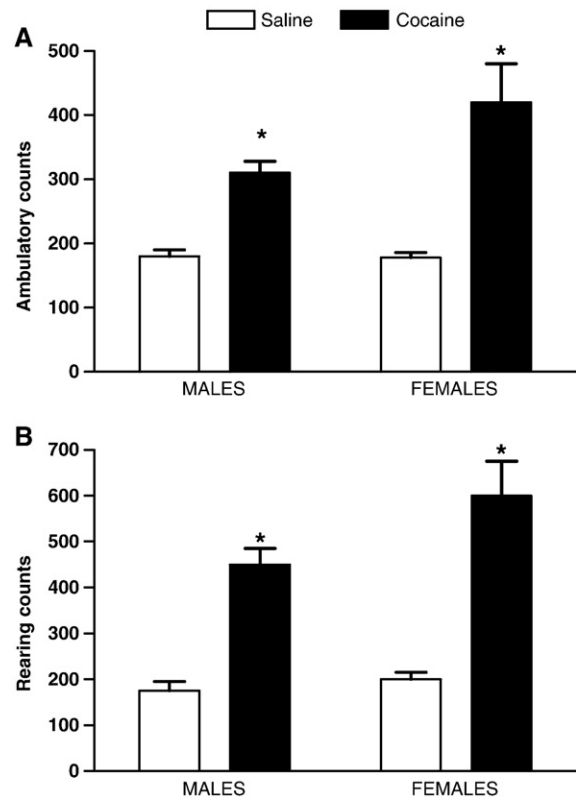 Saline Cocaine
A
500
400
300
200
100
0
Ambulatory counts
*
*
MALES FEMALES
B
700
600
500
400
300
200
100
0
Rearing counts
*
*
MALES FEMALES